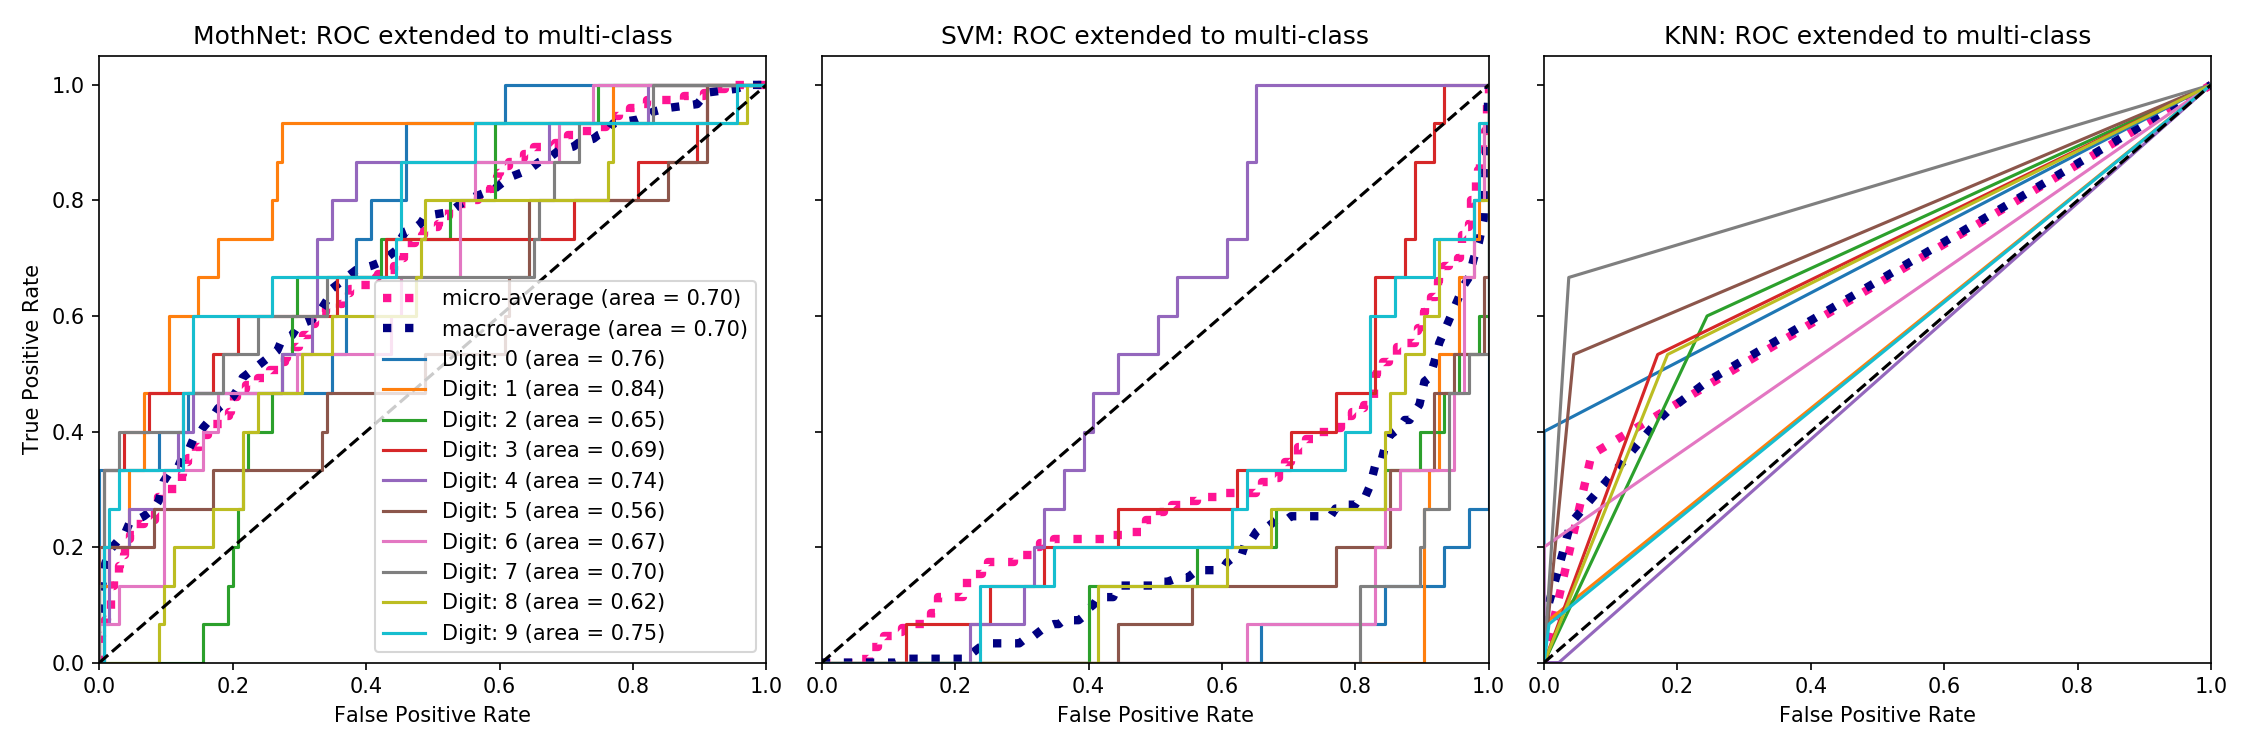 MothNet: ROC extended to multi-class
True Positive Rate
1.0
0.8
0.6
0.4
0.2
0.0
micro-average (area = 0.70)
macro-average (area = 0.70)
Digit: 0 (area = 0.76)
Digit: 1 (area = 0.84)
Digit: 2 (area = 0.65)
Digit: 3 (area = 0.69)
Digit: 4 (area = 0.74)
Digit: 5 (area = 0.56)
Digit: 6 (area = 0.67)
Digit: 7 (area = 0.70)
Digit: 8 (area = 0.62)
Digit: 9 (area = 0.75)
0.0 0.2 0.4 0.6 0.8 1.0
False Positive Rate
SVM: ROC extended to multi-class
0.0 0.2 0.4 0.6 0.8 1.0
False Positive Rate
KNN: ROC extended to multi-class
0.0 0.2 0.4 0.6 0.8 1.0
False Positive Rate